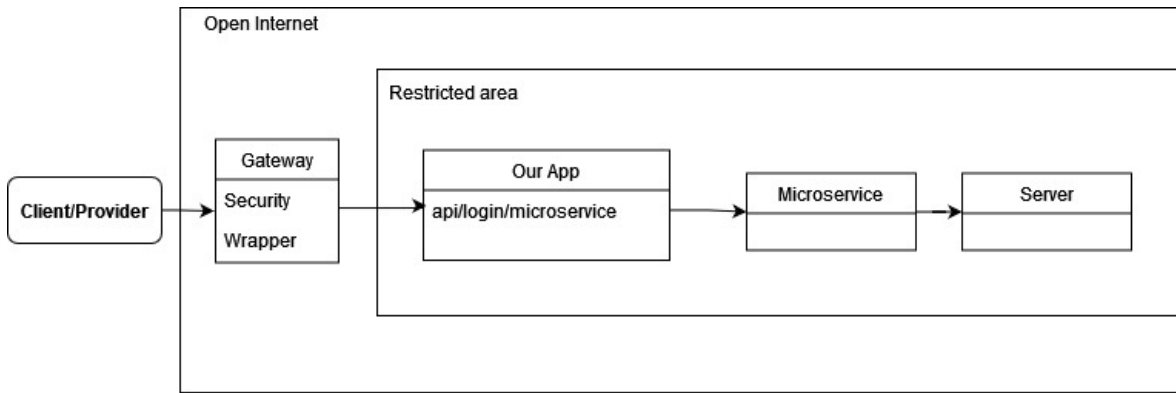 Open Internet
Restricted area
Client/Provider
Gateway
Security
Wrapper
Our App
api/login/microservice
Microservice
Server